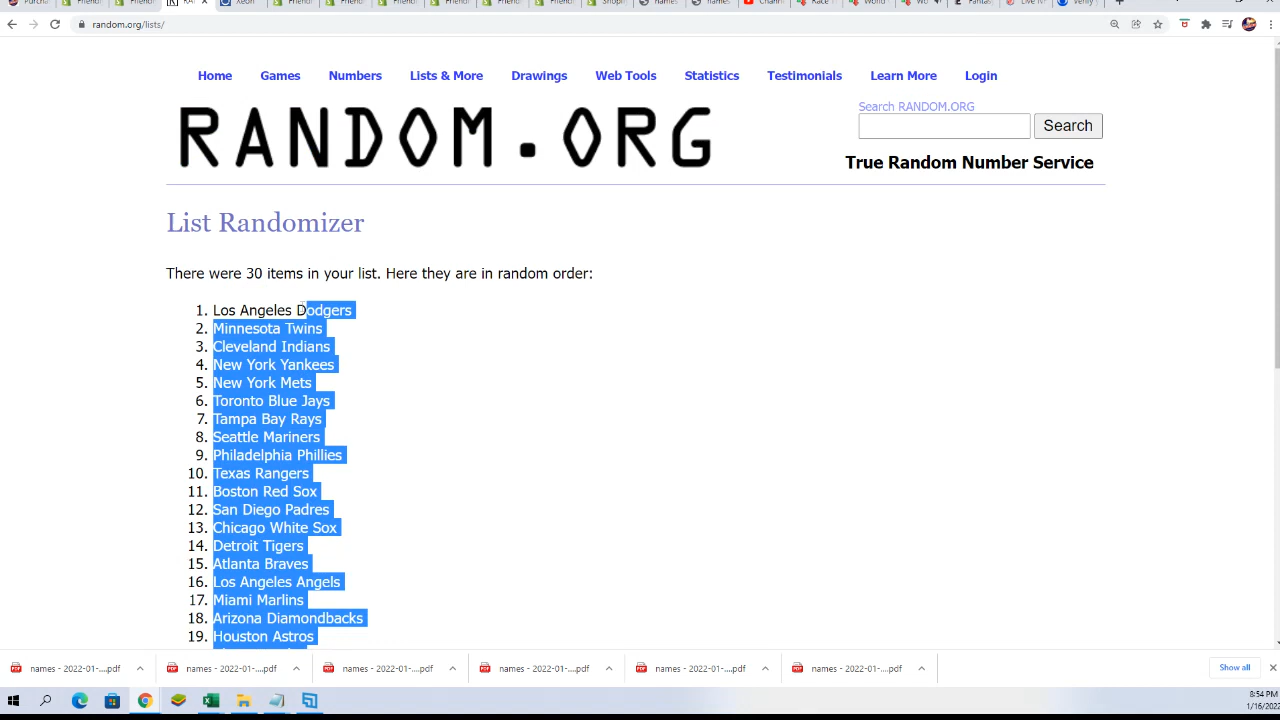 random.org/lists/
Home Games Numbers Lists & More Drawings Web Tools Statistics Testimonials Learn More Login
RANDOM.ORG
Search RANDOM.ORG
Search
True Random Number Service
List Randomizer
There were 30 items in your list. Here they are in random order:
1. Los Angeles Dodgers
2. Minnesota Twins
3. Cleveland Indians
4. New York Yankees
5. New York Mets
6. Toronto Blue Jays
7. Tampa Bay Rays
8. Seattle Mariners
9. Philadelphia Phillies
10. Texas Rangers
11. Boston Red Sox
12. San Diego Padres
13. Chicago White Sox
14. Detroit Tigers
15. Atlanta Braves
16. Los Angeles Angels
17. Miami Marlins
18. Arizona Diamondbacks
19. Houston Astros
names - 2022-01-....pdf names - 2022-01-....pdf names - 2022-01-....pdf names - 2022-01-....pdf names - 2022-01-....pdf names - 2022-01-....pdf Show all
8:54 PM
1/16/2022